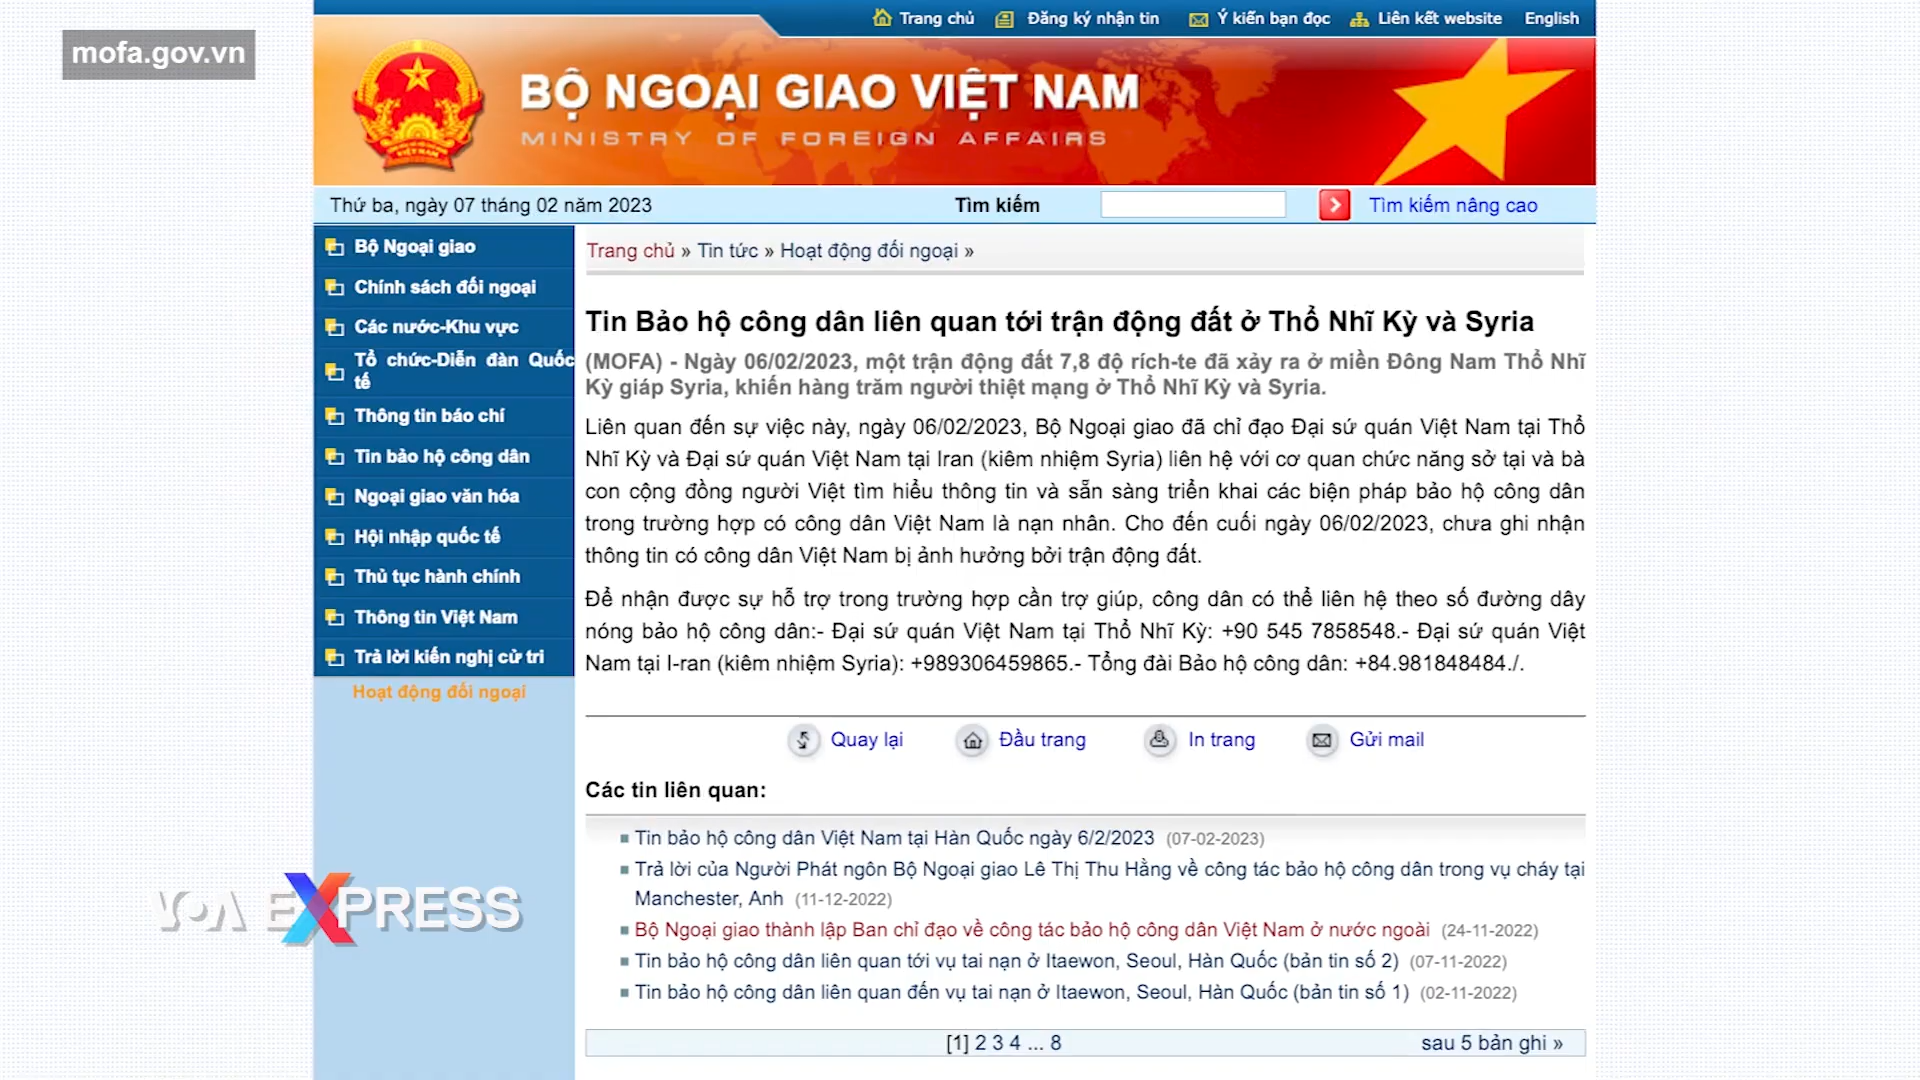 mofa.gov.vn
Trang chủ Đăng ký nhận tin Ý kiến bạn đọc Liên kết website English
BỘ NGOẠI GIAO VIỆT NAM
MINISTRY OF FOREIGN AFFAIRS
VIỆT NAM
Thứ ba, ngày 07 tháng 02 năm 2023 Tìm kiếm Tìm kiếm nâng cao
Bộ Ngoại giao
Chính sách đối ngoại
Các nước-Khu vực
Tổ chức-Diễn đàn Quốc
tế
Thông tin báo chí
Tin bảo hộ công dân
Ngoại giao văn hóa
Hội nhập quốc tế
Thủ tục hành chính
Thông tin Việt Nam
Trả lời kiến nghị cử tri
Hoạt động đối ngoại
Trang chủ » Tin tức » Hoạt động đối ngoại »
Tin Bảo hộ công dân liên quan tới trận động đất ở Thổ Nhĩ Kỳ và Syria
(MOFA) - Ngày 06/02/2023, một trận động đất 7,8 độ rích-te đã xảy ra ở miền Đông Nam Thổ Nhĩ
Kỳ giáp Syria, khiến hàng trăm người thiệt mạng ở Thổ Nhĩ Kỳ và Syria.
Liên quan đến sự việc này, ngày 06/02/2023, Bộ Ngoại giao đã chỉ đạo Đại sứ quán Việt Nam tại Thổ
Nhĩ Kỳ và Đại sứ quán Việt Nam tại Iran (kiêm nhiệm Syria) liên hệ với cơ quan chức năng sở tại và bà
con cộng đồng người Việt tìm hiểu thông tin và sẵn sàng triển khai các biện pháp bảo hộ công dân
trong trường hợp có công dân Việt Nam là nạn nhân. Cho đến cuối ngày 06/02/2023, chưa ghi nhận
thông tin có công dân Việt Nam bị ảnh hưởng bởi trận động đất.
Để nhận được sự hỗ trợ trong trường hợp cần trợ giúp, công dân có thể liên hệ theo số đường dây
nóng bảo hộ công dân:- Đại sứ quán Việt Nam tại Thổ Nhĩ Kỳ: +90 545 7858548.- Đại sứ quán Việt
Nam tại I-ran (kiêm nhiệm Syria): +989306459865.- Tổng đài Bảo hộ công dân: +84.981848484./.
Quay lại Đầu trang In trang Gửi mail
Các tin liên quan:
Tin bảo hộ công dân Việt Nam tại Hàn Quốc ngày 6/2/2023 (07-02-2023)
Trả lời của Người Phát ngôn Bộ Ngoại giao Lê Thị Thu Hằng về công tác bảo hộ công dân trong vụ cháy tại
Manchester, Anh (11-12-2022)
Bộ Ngoại giao thành lập Ban chỉ đạo về công tác bảo hộ công dân Việt Nam ở nước ngoài (24-11-2022)
Tin bảo hộ công dân liên quan tới vụ tai nạn ở Itaewon, Seoul, Hàn Quốc (bản tin số 2) (07-11-2022)
Tin bảo hộ công dân liên quan đến vụ tai nạn ở Itaewon, Seoul, Hàn Quốc (bản tin số 1) (02-11-2022)
[1] 2 3 4 ... 8 sau 5 bản ghi »
VOA EXPRESS